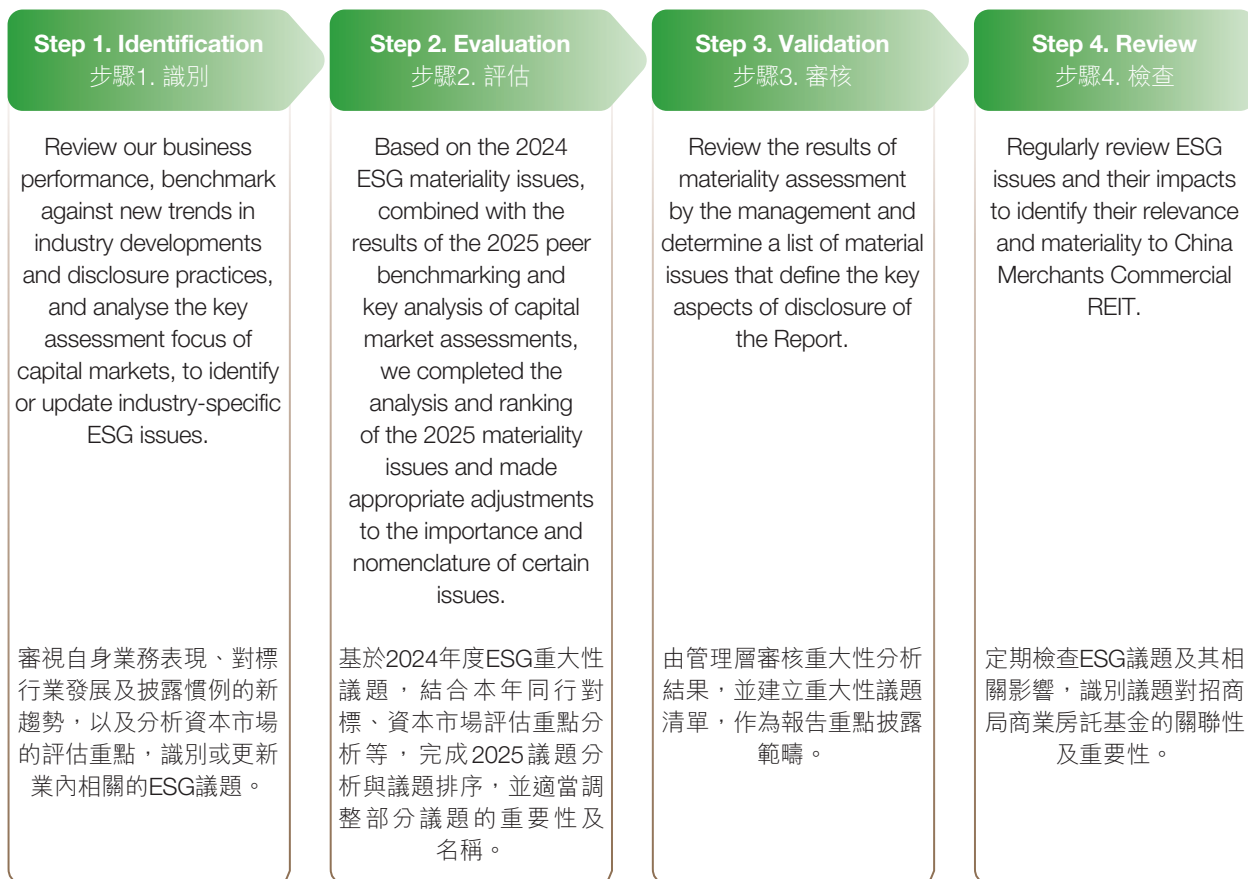 Step 1. Identification
步驟1. 識別
Review our business
performance, benchmark
against new trends in
industry developments
and disclosure practices,
and analyse the key
assessment focus of
capital markets, to identify
or update industry-specific
ESG issues.
審視自身業務表現、對標
行業發展及披露慣例的新
趨勢，以及分析資本市場
的評估重點，識別或更新
業內相關的ESG議題。
Step 2. Evaluation
步驟2. 評估
Based on the 2024
ESG materiality issues,
combined with the
results of the 2025 peer
benchmarking and
key analysis of capital
market assessments,
we completed the
analysis and ranking
of the 2025 materiality
issues and made
appropriate adjustments
to the importance and
nomenclature of certain
issues.
基於2024年度ESG重大性
議題，結合本年同行對
標、資本市場評估重點分
析等，完成2025議題分
析與議題排序，並適當調
整部分議題的重要性及
名稱。
Step 3. Validation
步驟3. 審核
Review the results of
materiality assessment
by the management and
determine a list of material
issues that define the key
aspects of disclosure of
the Report.
由管理層審核重大性分析
結果，並建立重大性議題
清單，作為報告重點披露
範疇。
Step 4. Review
步驟4. 檢查
Regularly review ESG
issues and their impacts
to identify their relevance
and materiality to China
Merchants Commercial
REIT.
定期檢查ESG議題及其相
關影響，識別議題對招商
局商業房託基金的關聯性
及重要性。